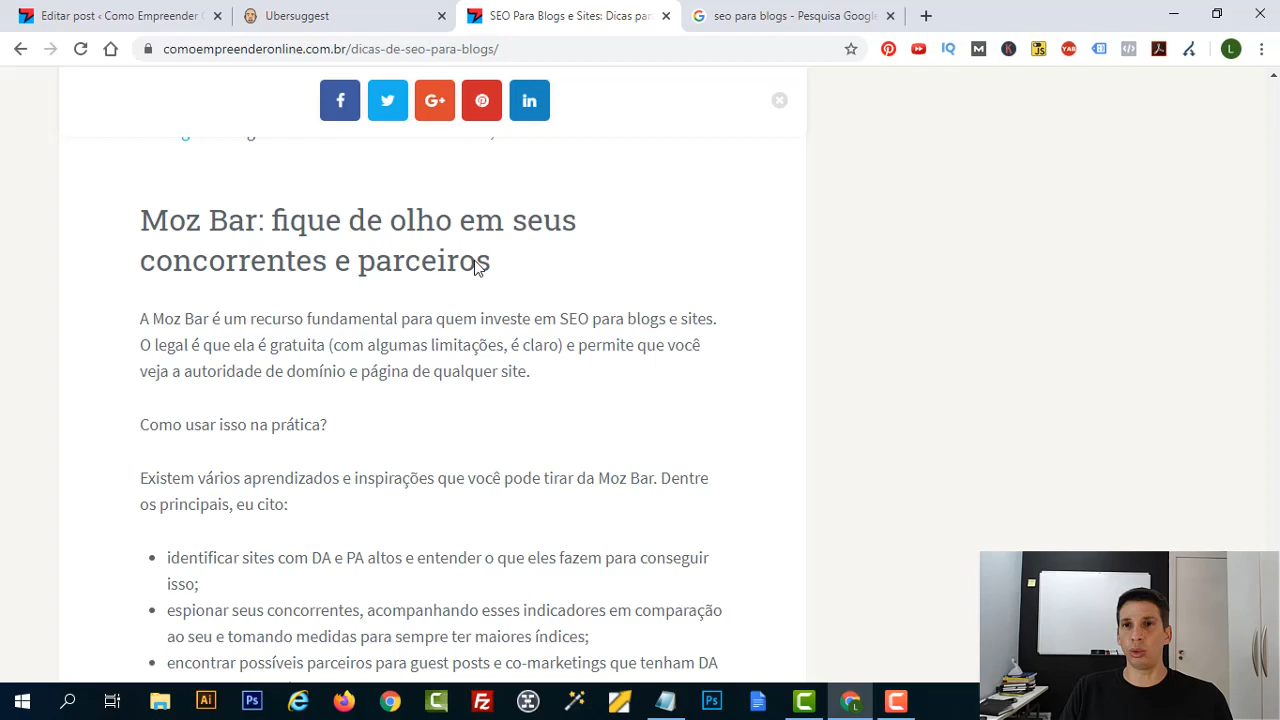 Editar post ‹ Como Empreender O
Ubersuggest
SEO Para Blogs e Sites: Dicas par
seo para blogs - Pesquisa Google
comoempreenderonline.com.br/dicas-de-seo-para-blogs/
Moz Bar: fique de olho em seus
concorrentes e parceiros
A Moz Bar é um recurso fundamental para quem investe em SEO para blogs e sites.
O legal é que ela é gratuita (com algumas limitações, é claro) e permite que você
veja a autoridade de domínio e página de qualquer site.
Como usar isso na prática?
Existem vários aprendizados e inspirações que você pode tirar da Moz Bar. Dentre
os principais, eu cito:
• identificar sites com DA e PA altos e entender o que eles fazem para conseguir
isso;
• espionar seus concorrentes, acompanhando esses indicadores em comparação
ao seu e tomando medidas para sempre ter maiores índices;
• encontrar possíveis parceiros para guest posts e co-marketings que tenham DA